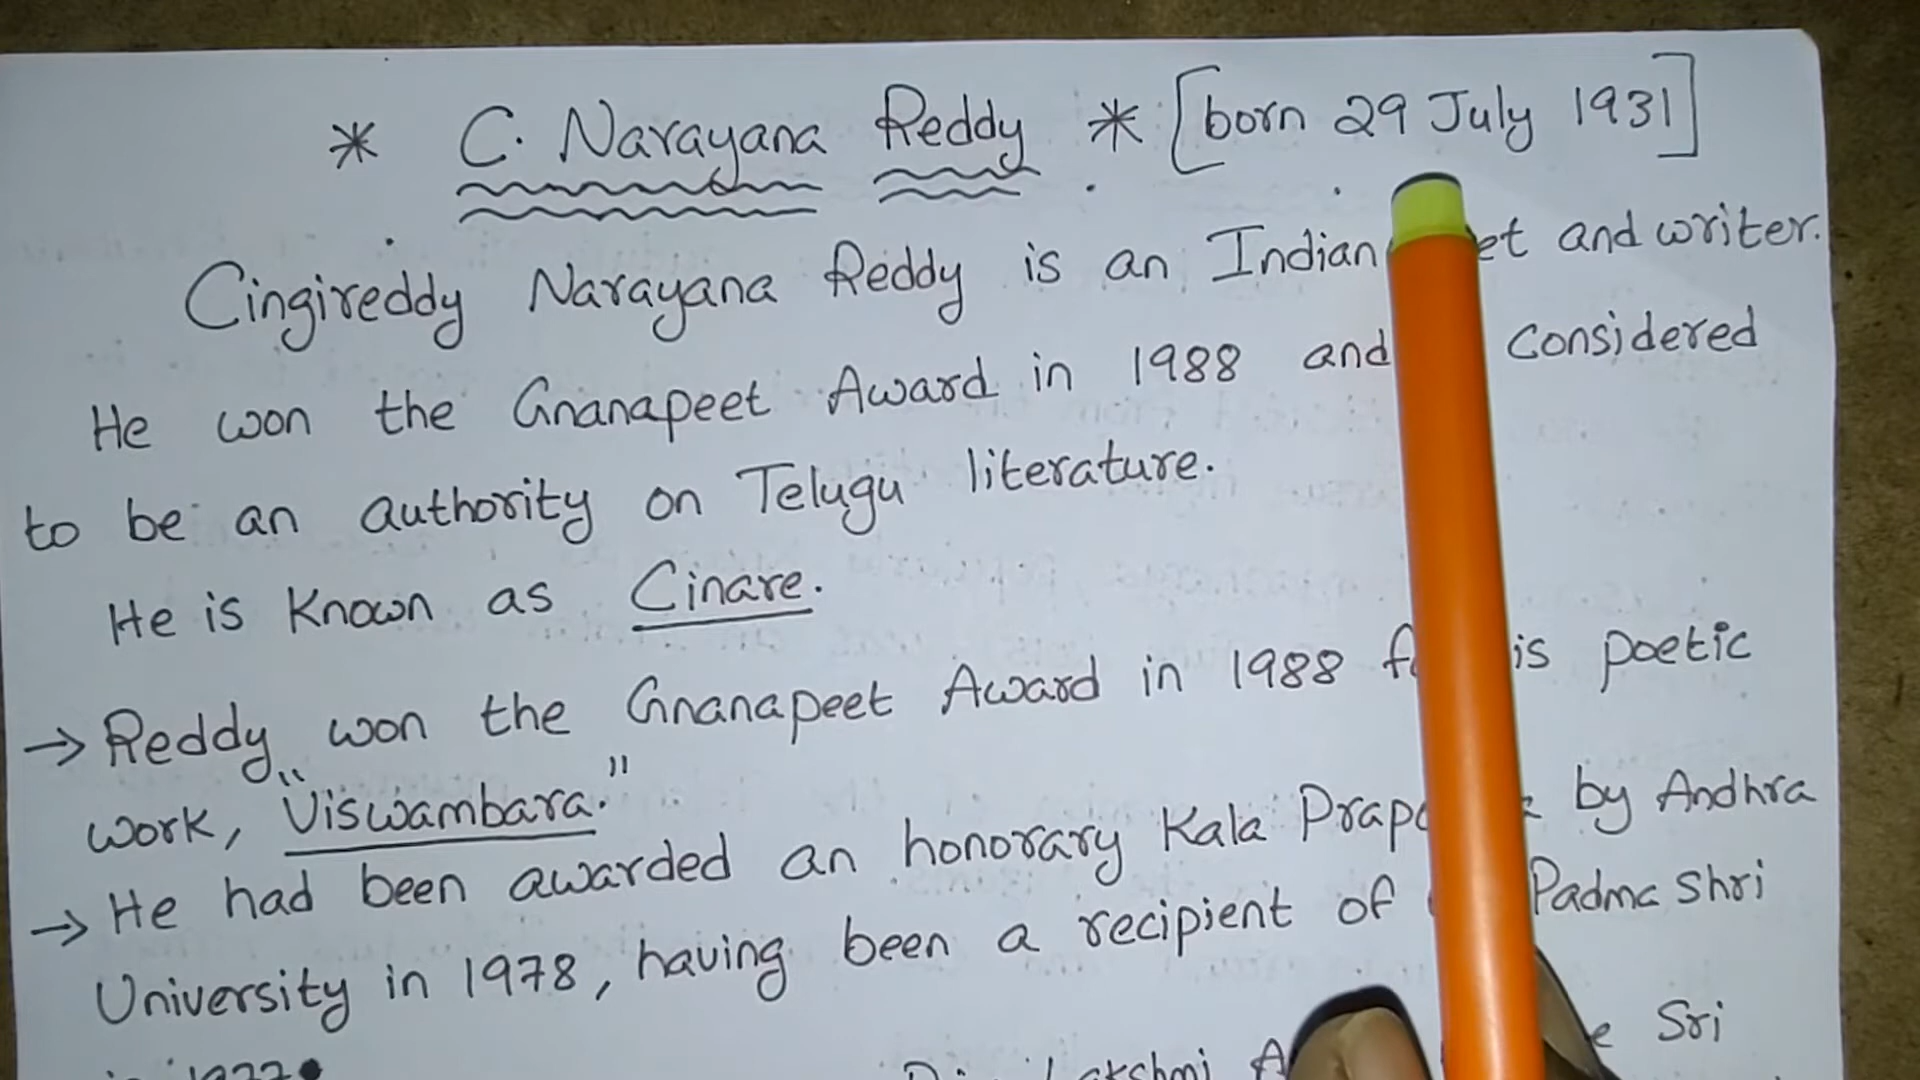 * C. Narayana Reddy * [born 29 July 1931]
Cingireddy Narayana Reddy is an Indian and writer.
He won the Gnanapeet Award in 1988 and considered
to be an authority on Telugu literature.
He is Known as Cinare.
→ Reddy won the Gnanapeet Award in 1988 poetic
work, "Viswambara."
→ He had been awarded an honorary Kala by Andhra
University in 1978, having been a recipient of Padma Shri
in 1977 Lakshmi Sri